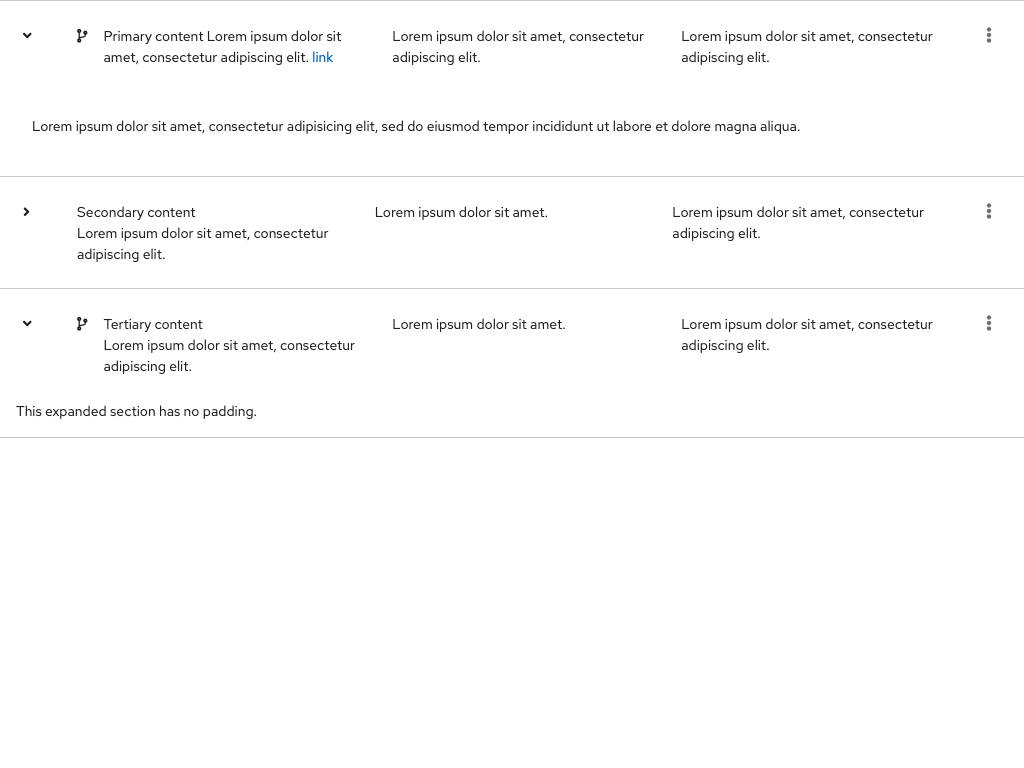 Primary content Lorem ipsum dolor sit
amet, consectetur adipiscing elit. link
Lorem ipsum dolor sit amet, consectetur
adipiscing elit.
Lorem ipsum dolor sit amet, consectetur
adipiscing elit.
Lorem ipsum dolor sit amet, consectetur adipisicing elit, sed do eiusmod tempor incididunt ut labore et dolore magna aliqua.
Secondary content
Lorem ipsum dolor sit amet, consectetur
adipiscing elit.
Lorem ipsum dolor sit amet.
Lorem ipsum dolor sit amet, consectetur
adipiscing elit.
Tertiary content
Lorem ipsum dolor sit amet, consectetur
adipiscing elit.
Lorem ipsum dolor sit amet.
Lorem ipsum dolor sit amet, consectetur
adipiscing elit.
This expanded section has no padding.